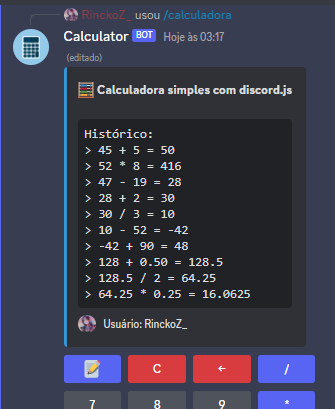 RinckoZ_ usou /calculadora
Calculator BOT Hoje às 03:17
(editado)
Calculadora simples com discord.js
Histórico:
> 45 + 5 = 50
> 52 * 8 = 416
> 47 - 19 = 28
> 28 + 2 = 30
> 30 / 3 = 10
> 10 - 52 = -42
> -42 + 90 = 48
> 128 + 0.50 = 128.5
> 128.5 / 2 = 64.25
> 64.25 * 0.25 = 16.0625
Usuário: RinckoZ_
C ← /
7 8 9 *